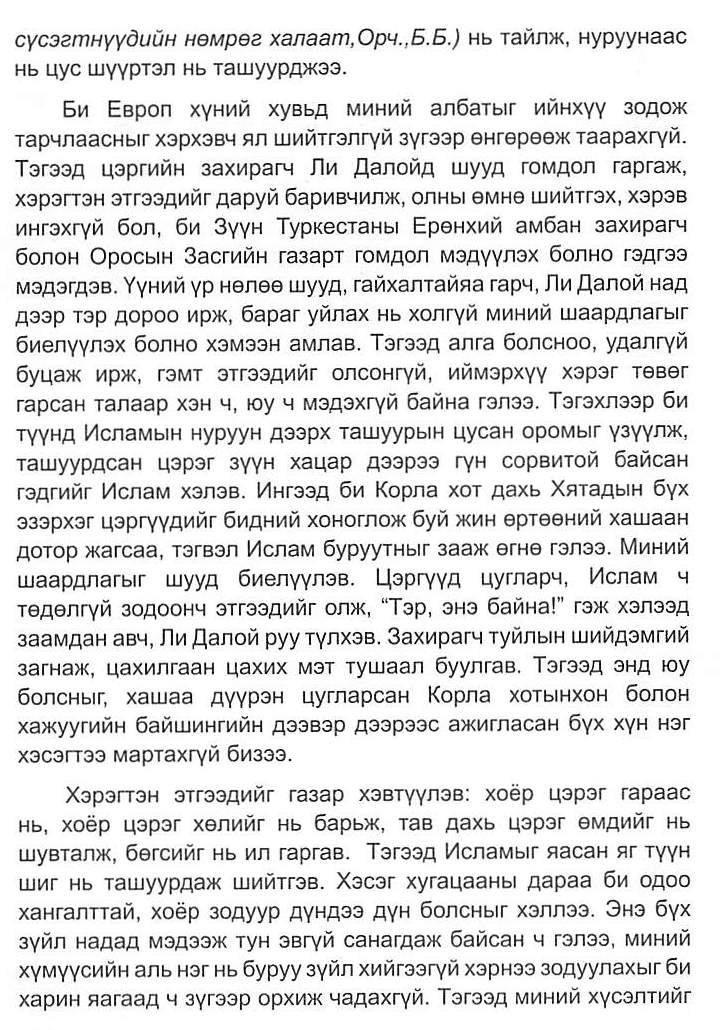 сүсэгтнүүдийн нөмрөг халаат,Орч.,Б.Б.) нь тайлж, нуруунаас
нь цус шүүртэл нь ташуурджээ.
Би Европ хүний хувьд миний албатыг ийнхүү зодож
тарчлаасныг хэрхэвч ял шийтгэлгүй зүгээр өнгөрөөж таарахгүй.
Тэгээд цэргийн захирагч Ли Далойд шууд гомдол гаргаж,
хэрэгтэн этгээдийг даруй баривчилж, олны өмнө шийтгэх, хэрэв
ингэхгүй бол, би Зүүн Туркестаны Ерөнхий амбан захирагч
болон Оросын Засгийн газарт гомдол мэдүүлэх болно гэдгээ
мэдэгдэв. Үүний үр нөлөө шууд, гайхалтайяа гарч, Ли Далой над
дээр тэр дороо ирж, бараг уйлах нь холгүй миний шаардлагыг
биелүүлэх болно хэмээн амлав. Тэгээд алга болсноо, удалгүй
буцаж ирж, гэмт этгээдийг олсонгүй, иймэрхүү хэрэг төвөг
гарсан талаар хэн ч, юу ч мэдэхгүй байна гэлээ. Тэгэхлээр би
түүнд Исламын нуруун дээрх ташуурын цусан оромыг үзүүлж,
ташуурдсан цэрэг зүүн хацар дээрээ гүн сорвитой байсан
гэдгийг Ислам хэлэв. Ингээд би Корла хот дахь Хятадын бүх
эзэрхэг цэргүүдийг бидний хоноглож буй жин өртөөний хашаан
дотор жагсаа, тэгвэл Ислам буруутныг зааж өгнө гэлээ. Миний
шаардлагыг шууд биелүүлэв. Цэргүүд цугларч, Ислам ч
төдөлгүй зодоонч этгээдийг олж, “Тэр, энэ байна!” гэж хэлээд
заамдан авч, Ли Далой руу түлхэв. Захирагч туйлын шийдэмгий
загнаж, цахилгаан цахих мэт тушаал буулгав. Тэгээд энд юу
болсныг, хашаа дүүрэн цугларсан Корла хотынхон болон
хажуугийн байшингийн дээвэр дээрээс ажигласан бүх хүн нэг
хэсэгтээ мартахгүй бизээ.
Хэрэгтэн этгээдийг газар хэвтүүлэв: хоёр цэрэг гараас
нь, хоёр цэрэг хөлийг нь барьж, тав дахь цэрэг өмдийг нь
шувталж, бөгсийг нь ил гаргав. Тэгээд Исламыг яасан яг түүн
шиг нь ташуурдаж шийтгэв. Хэсэг хугацааны дараа би одоо
хангалттай, хоёр зодуур дүндээ дүн болсныг хэллээ. Энэ бүх
зүйл надад мэдээж тун эвгүй санагдаж байсан ч гэлээ, миний
хүмүүсийн аль нэг нь буруу зүйл хийгээгүй хэрнээ зодуулахыг би
харин яагаад ч зүгээр орхиж чадахгүй. Тэгээд миний хүсэлтийг